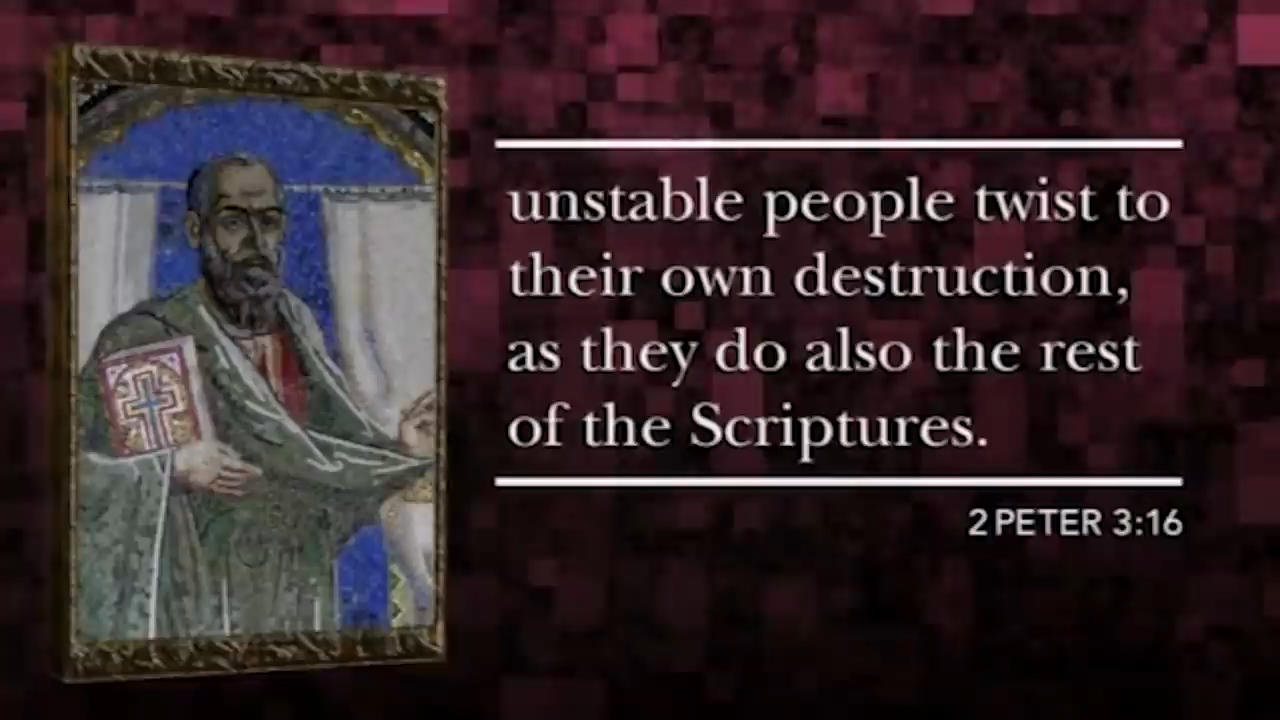 unstable people twist to
their own destruction,
as they do also the rest
of the Scriptures.
2 PETER 3:16